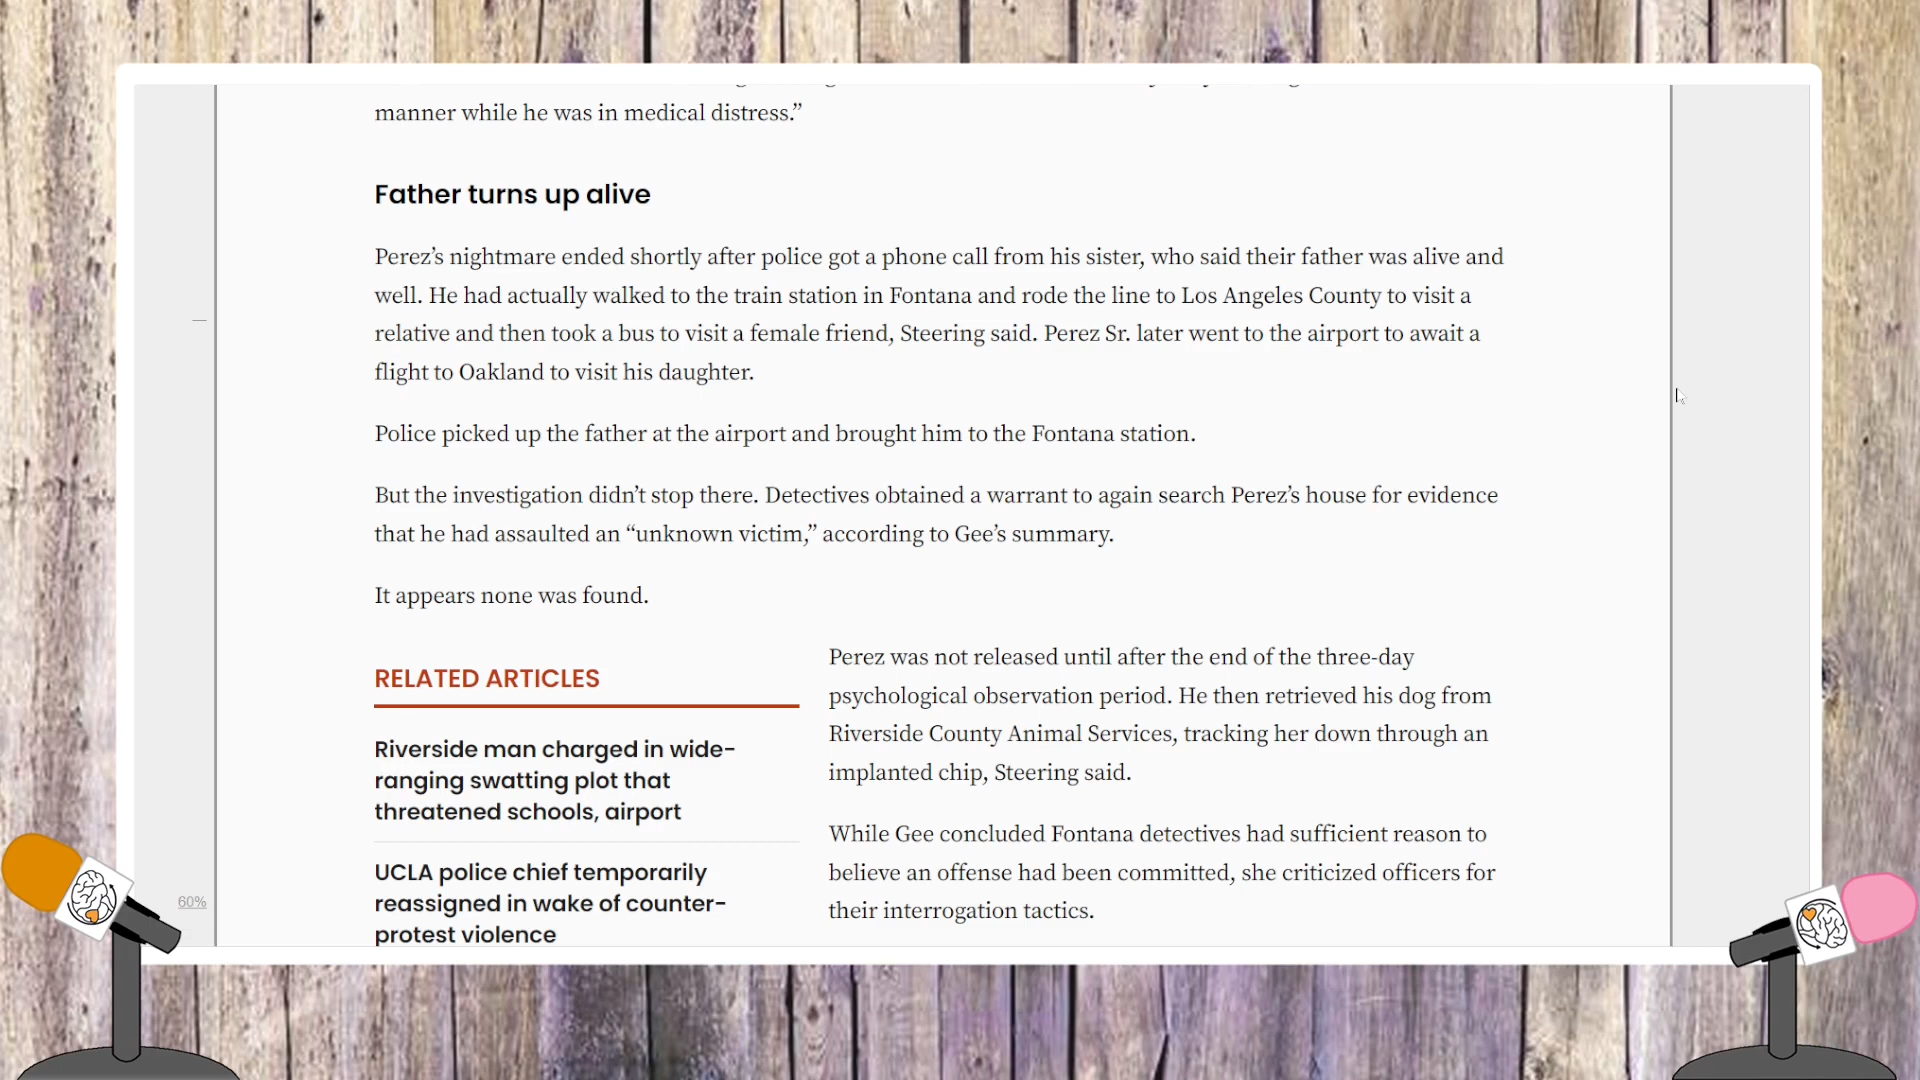 manner while he was in medical distress.”
Father turns up alive
Perez’s nightmare ended shortly after police got a phone call from his sister, who said their father was alive and
well. He had actually walked to the train station in Fontana and rode the line to Los Angeles County to visit a
relative and then took a bus to visit a female friend, Steering said. Perez Sr. later went to the airport to await a
flight to Oakland to visit his daughter.
Police picked up the father at the airport and brought him to the Fontana station.
But the investigation didn’t stop there. Detectives obtained a warrant to again search Perez’s house for evidence
that he had assaulted an “unknown victim,” according to Gee’s summary.
It appears none was found.
RELATED ARTICLES
Riverside man charged in wide-
ranging swatting plot that
threatened schools, airport
UCLA police chief temporarily
reassigned in wake of counter-
protest violence
Perez was not released until after the end of the three-day
psychological observation period. He then retrieved his dog from
Riverside County Animal Services, tracking her down through an
implanted chip, Steering said.
While Gee concluded Fontana detectives had sufficient reason to
believe an offense had been committed, she criticized officers for
their interrogation tactics.
60%